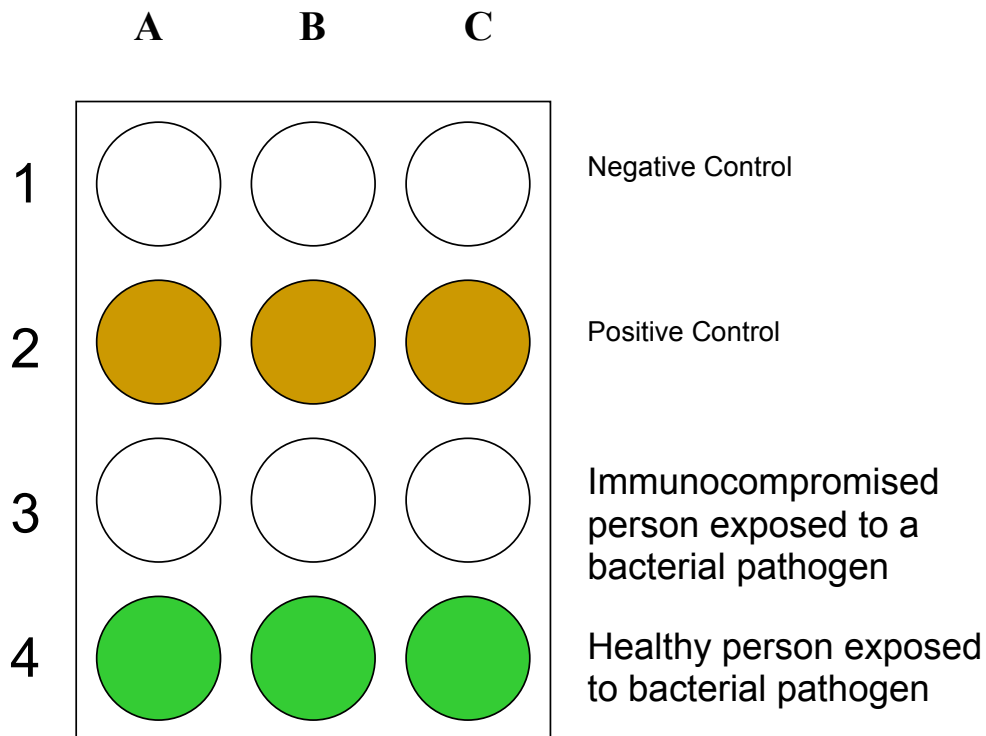 A B C
1 Negative Control
2 Positive Control
3 Immunocompromised
person exposed to a
bacterial pathogen
4 Healthy person exposed
to bacterial pathogen